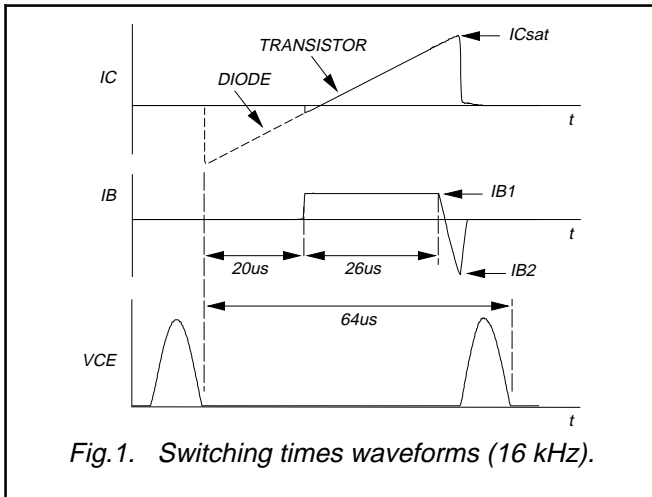 ICsat
TRANSISTOR
IC
DIODE
t
IB
IB1
t
20us
26us
IB2
64us
VCE
t
Fig.1. Switching times waveforms (16 kHz).